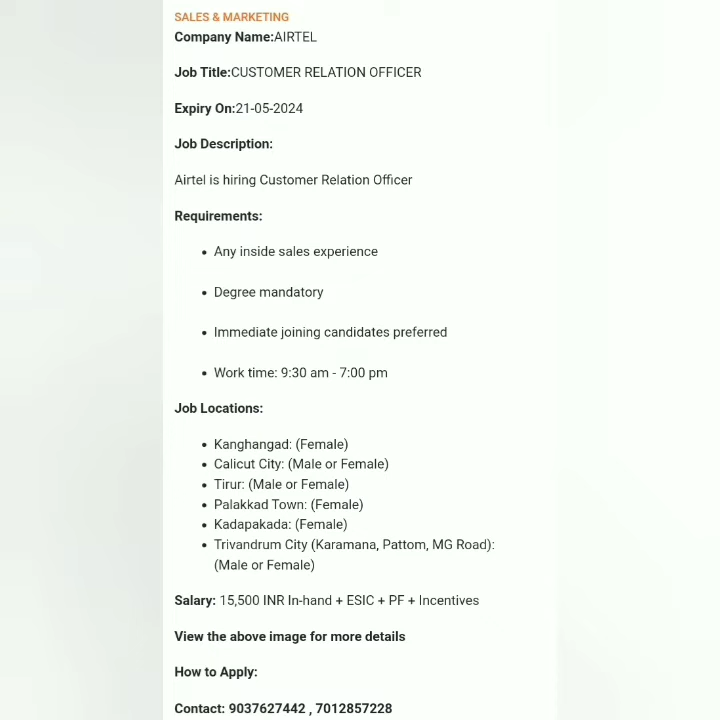 SALES & MARKETING
Company Name:AIRTEL
Job Title:CUSTOMER RELATION OFFICER
Expiry On:21-05-2024
Job Description:
Airtel is hiring Customer Relation Officer
Requirements:
• Any inside sales experience
• Degree mandatory
• Immediate joining candidates preferred
• Work time: 9:30 am - 7:00 pm
Job Locations:
• Kanghangad: (Female)
• Calicut City: (Male or Female)
• Tirur: (Male or Female)
• Palakkad Town: (Female)
• Kadapakada: (Female)
• Trivandrum City (Karamana, Pattom, MG Road):
(Male or Female)
Salary: 15,500 INR In-hand + ESIC + PF + Incentives
View the above image for more details
How to Apply:
Contact: 9037627442 , 7012857228